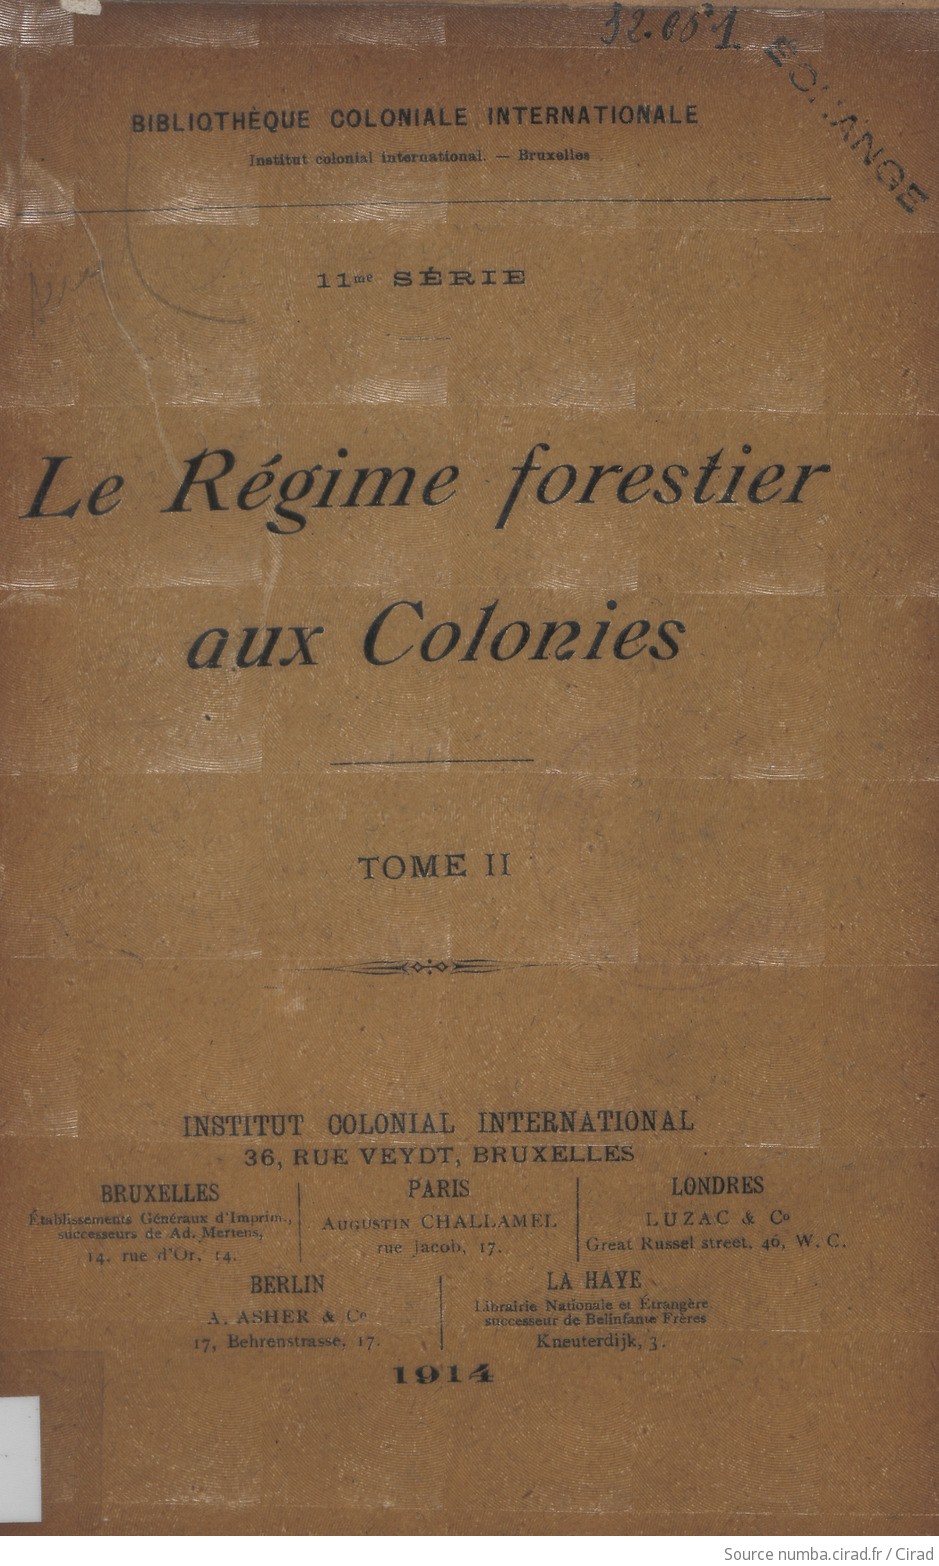 ECHANGE
BIBLIOTHÈQUE COLONIALE INTERNATIONALE
Institut colonial international. — Bruxelles
11me SÉRIE
Le Régime forestier
aux Colonies
TOME II
INSTITUT COLONIAL INTERNATIONAL
36, RUE VEYDT, BRUXELLES
BRUXELLES
Établissements Généraux d'Imprim.,
successeurs de Ad. Mertens,
14, rue d'Or, 14.
PARIS
AUGUSTIN CHALLAMEL
rue Jacob, 17.
LONDRES
LUZAC & Co
Great Russel street, 46, W. C.
BERLIN
A. ASHER & Co
17, Behrenstrasse, 17.
LA HAYE
Librairie Nationale et Étrangère.
successeur de Belinfante Frères
Kneuterdijk, 3.
1914
Source numba.cirad.fr / Cirad